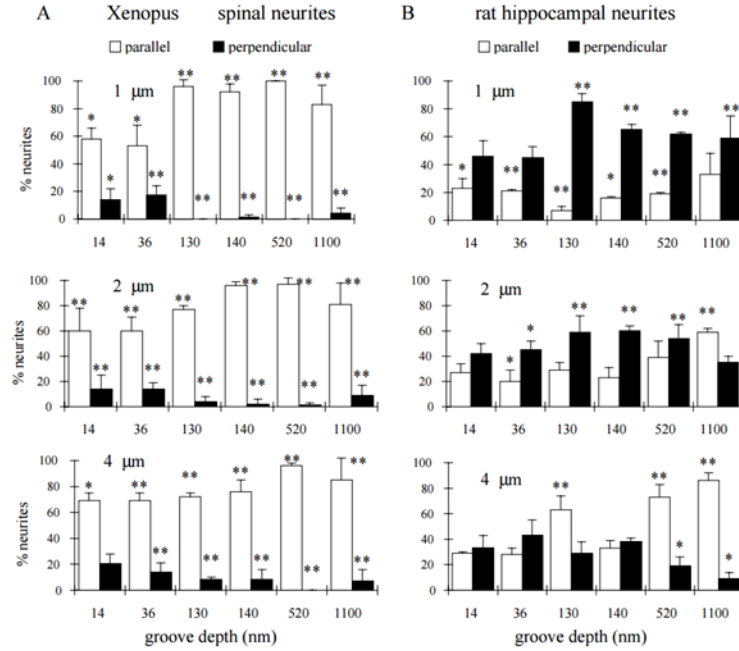 A Xenopus spinal neurites
□ parallel ■ perpendicular
1 μm
% neurites
100
80
60
40
20
0
* * ** ** ** **
* ** ** ** ** **
14 36 130 140 520 1100
2 μm
% neurites
100
80
60
40
20
0
** ** ** ** ** **
** ** ** ** ** **
14 36 130 140 520 1100
4 μm
% neurites
100
80
60
40
20
0
* ** ** ** ** **
** ** ** ** **
14 36 130 140 520 1100
groove depth (nm)
B rat hippocampal neurites
□ parallel ■ perpendicular
1 μm
100
80
60
40
20
0
** ** ** **
* ** ** * **
14 36 130 140 520 1100
2 μm
100
80
60
40
20
0
* ** ** ** **
*
14 36 130 140 520 1100
4 μm
100
80
60
40
20
0
** ** **
* *
14 36 130 140 520 1100
groove depth (nm)